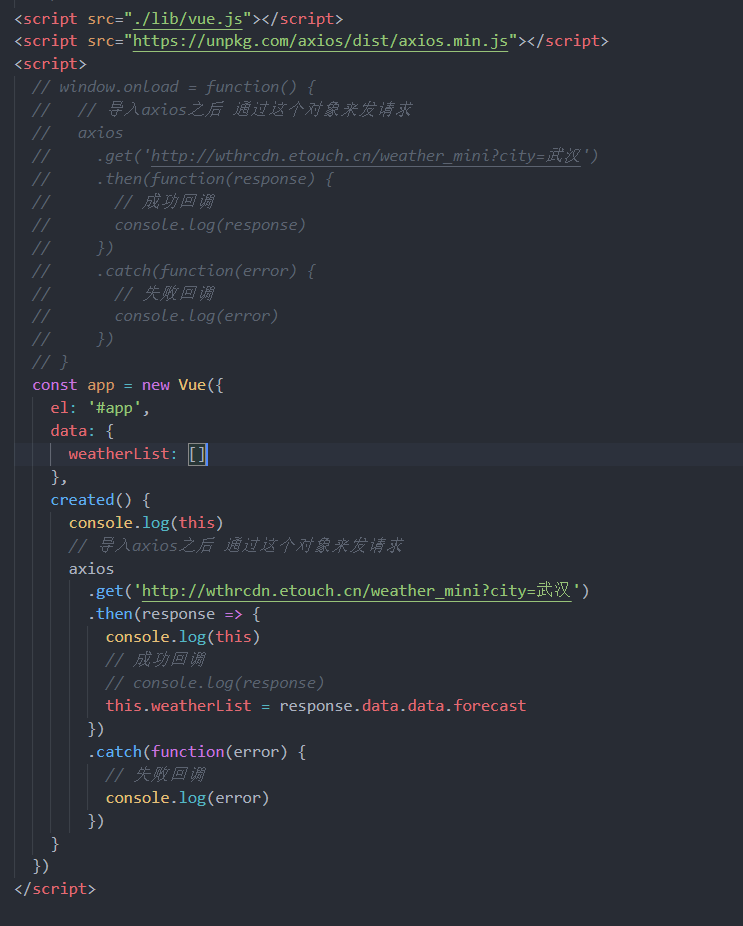 <script src="./lib/vue.js"></script>
<script src="https://unpkg.com/axios/dist/axios.min.js"></script>
<script>
  // window.onload = function() {
  //   // 导入axios之后 通过这个对象来发请求
  //   axios
  //     .get('http://wthrcdn.etouch.cn/weather_mini?city=武汉')
  //     .then(function(response) {
  //       // 成功回调
  //       console.log(response)
  //     })
  //     .catch(function(error) {
  //       // 失败回调
  //       console.log(error)
  //     })
  // }
  const app = new Vue({
    el: '#app',
    data: {
      weatherList: []
    },
    created() {
      console.log(this)
      // 导入axios之后 通过这个对象来发请求
      axios
        .get('http://wthrcdn.etouch.cn/weather_mini?city=武汉')
        .then(response => {
          console.log(this)
          // 成功回调
          // console.log(response)
          this.weatherList = response.data.data.forecast
        })
        .catch(function(error) {
          // 失败回调
          console.log(error)
        })
    }
  })
</script>